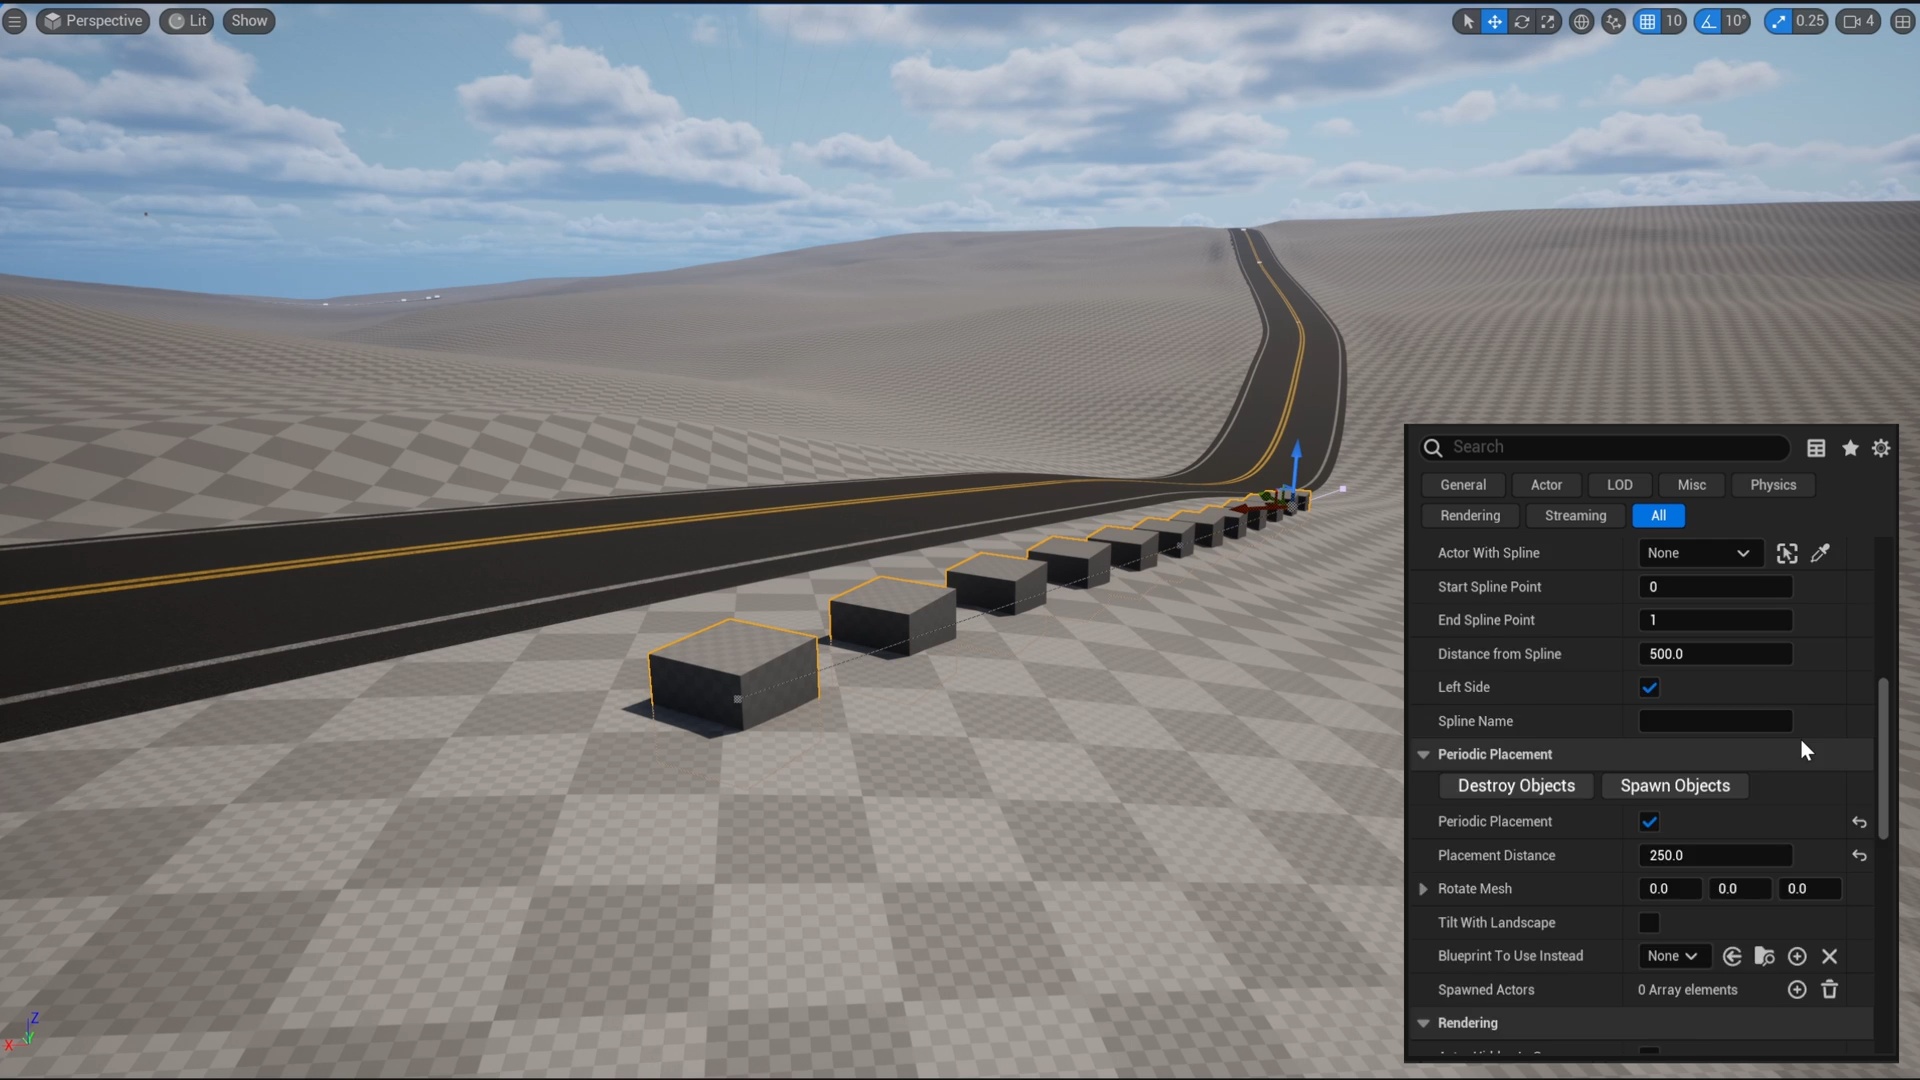 Perspective Lit Show 10 10° 0.25 4
Search
General Actor LOD Misc Physics
Rendering Streaming All
Actor With Spline None
Start Spline Point 0
End Spline Point 1
Distance from Spline 500.0
Left Side
Spline Name
Periodic Placement
Destroy Objects Spawn Objects
Periodic Placement
Placement Distance 250.0
Rotate Mesh 0.0 0.0 0.0
Tilt With Landscape
Blueprint To Use Instead None
Spawned Actors 0 Array elements
Rendering
Z
X Y